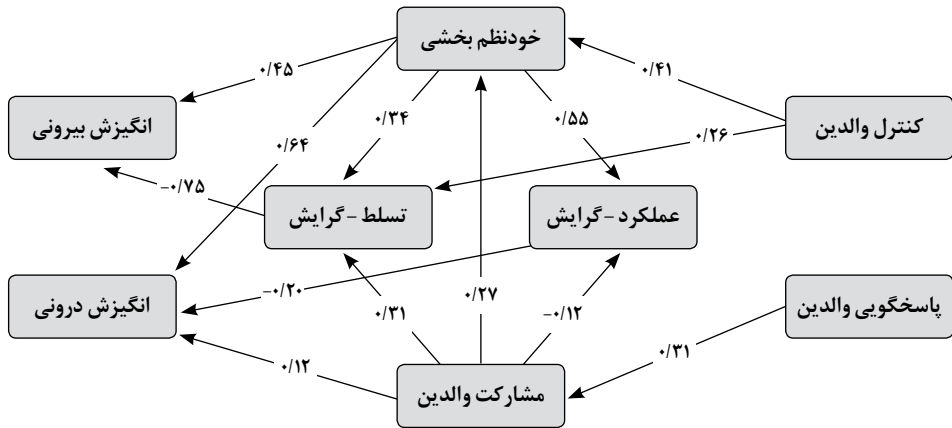 خودنظم بخشی
۰/۴۵
۰/۴۱
انگیزش بیرونی
کنترل والدین
۰/۳۴
۰/۵۵
۰/۶۴
۰/۲۶
-۰/۷۵
تسلط -گرایش
عملکرد -گرایش
-۰/۲۰
۰/۲۷
انگیزش درونی
پاسخگویی والدین
۰/۳۱
-۰/۱۲
۰/۱۲
۰/۳۱
مشارکت والدین